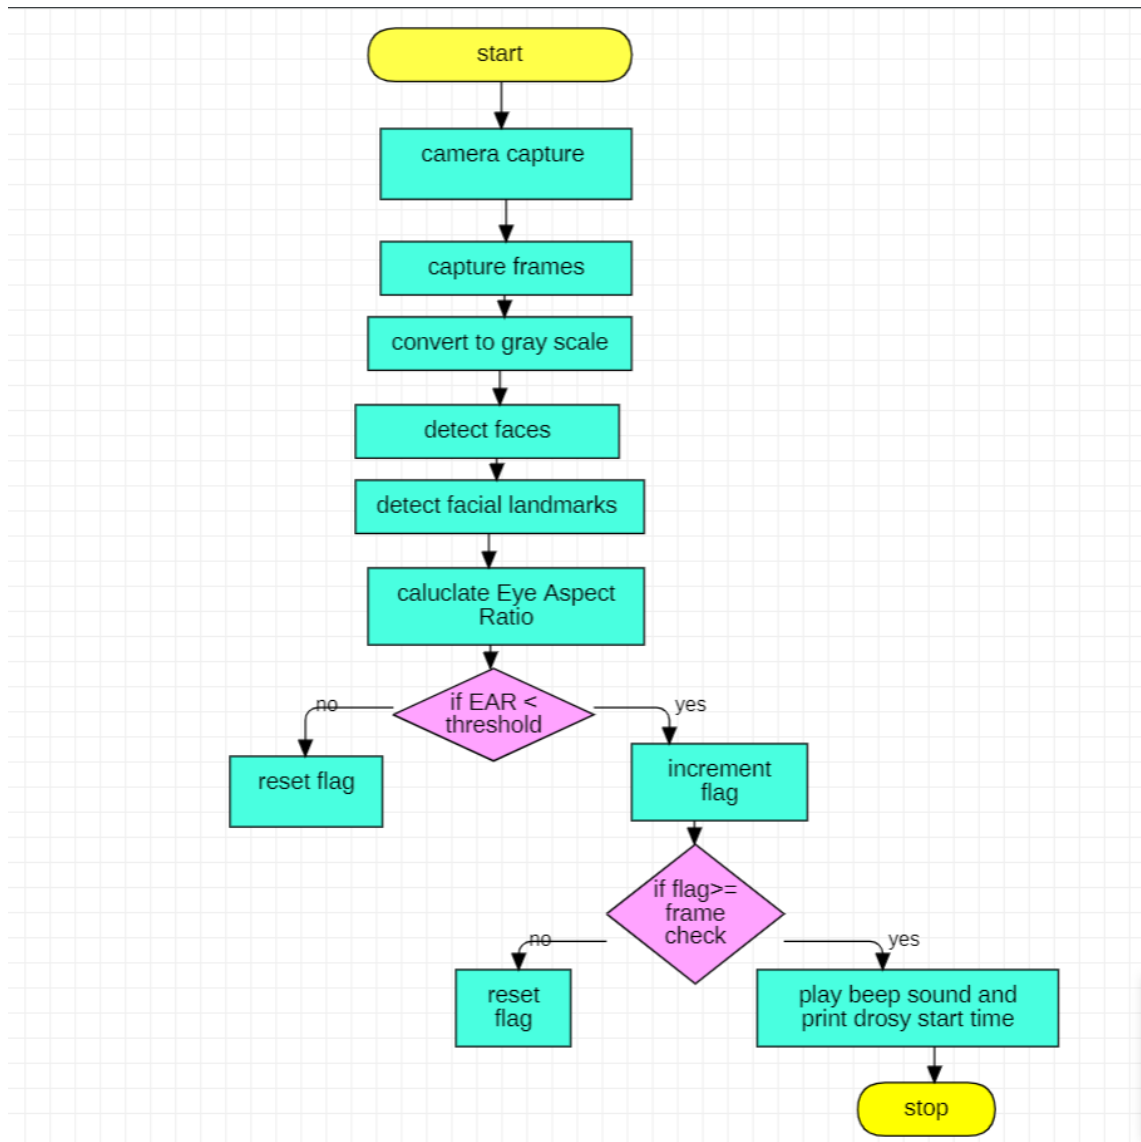 start
camera capture
capture frames
convert to gray scale
detect faces
detect facial landmarks
caluclate Eye Aspect
Ratio
if EAR <
threshold
no
yes
reset flag
increment
flag
if flag>=
frame
check
no
yes
reset
flag
play beep sound and
print drosy start time
stop